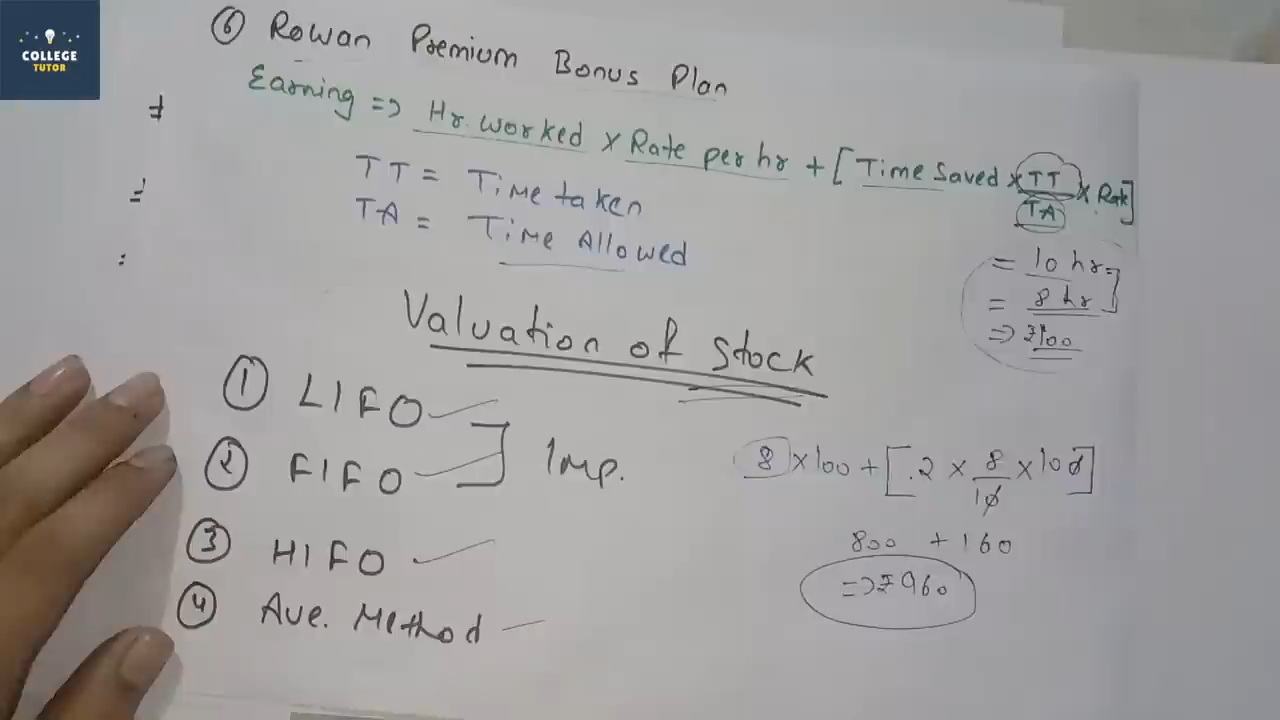 COLLEGE
TUTOR
⑥ Rowan Premium Bonus Plan
Earning => Hr. worked × Rate per hr + [Time Saved × TT/TA × Rate]
TT = Time taken
TA = Time Allowed
= 10 hr
= 8 hr
=> ₹100
Valuation of Stock
① LIFO
② FIFO
Imp.
③ HIFO
④ Ave. Method
8 × 100 + [2 × 8/10 × 100]
800 + 160
=> ₹960